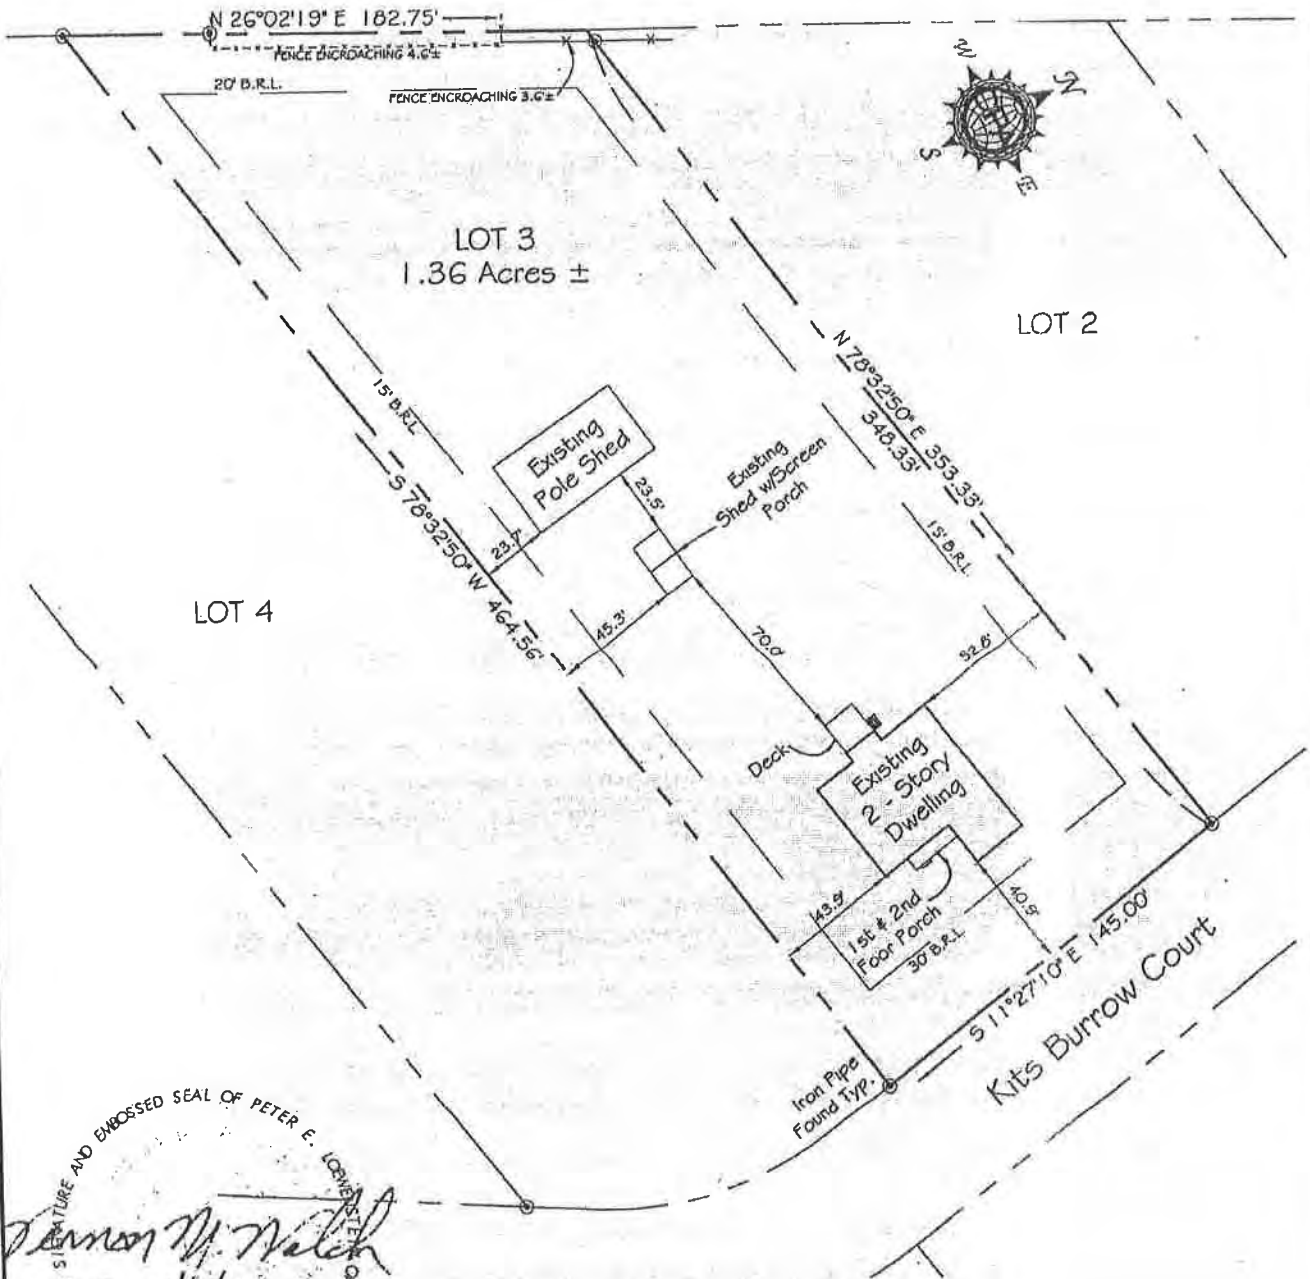 N 26°02'19" E 182.75'
FENCE ENCROACHING 4.6'±
20' B.R.L.
FENCE ENCROACHING 3.6'±
W
N
S
E
LOT 3
1.36 Acres ±
LOT 2
N 78°32'50" E 353.33'
348.33'
15' B.R.L.
Existing
Pole Shed
23.5'
Existing
Shed w/Screen
Porch
S 78°32'50" W 464.56'
23.7'
15' B.R.L.
LOT 4
45.3'
70.0'
52.8'
Deck
Existing
2 - Story
Dwelling
43.9'
1st & 2nd
Foor Porch
30' B.R.L.
40.9'
S 11°27'10" E 145.00'
Kits Burrow Court
Iron Pipe
Found Typ.
SIGNATURE AND EMBOSSED SEAL OF PETER E.